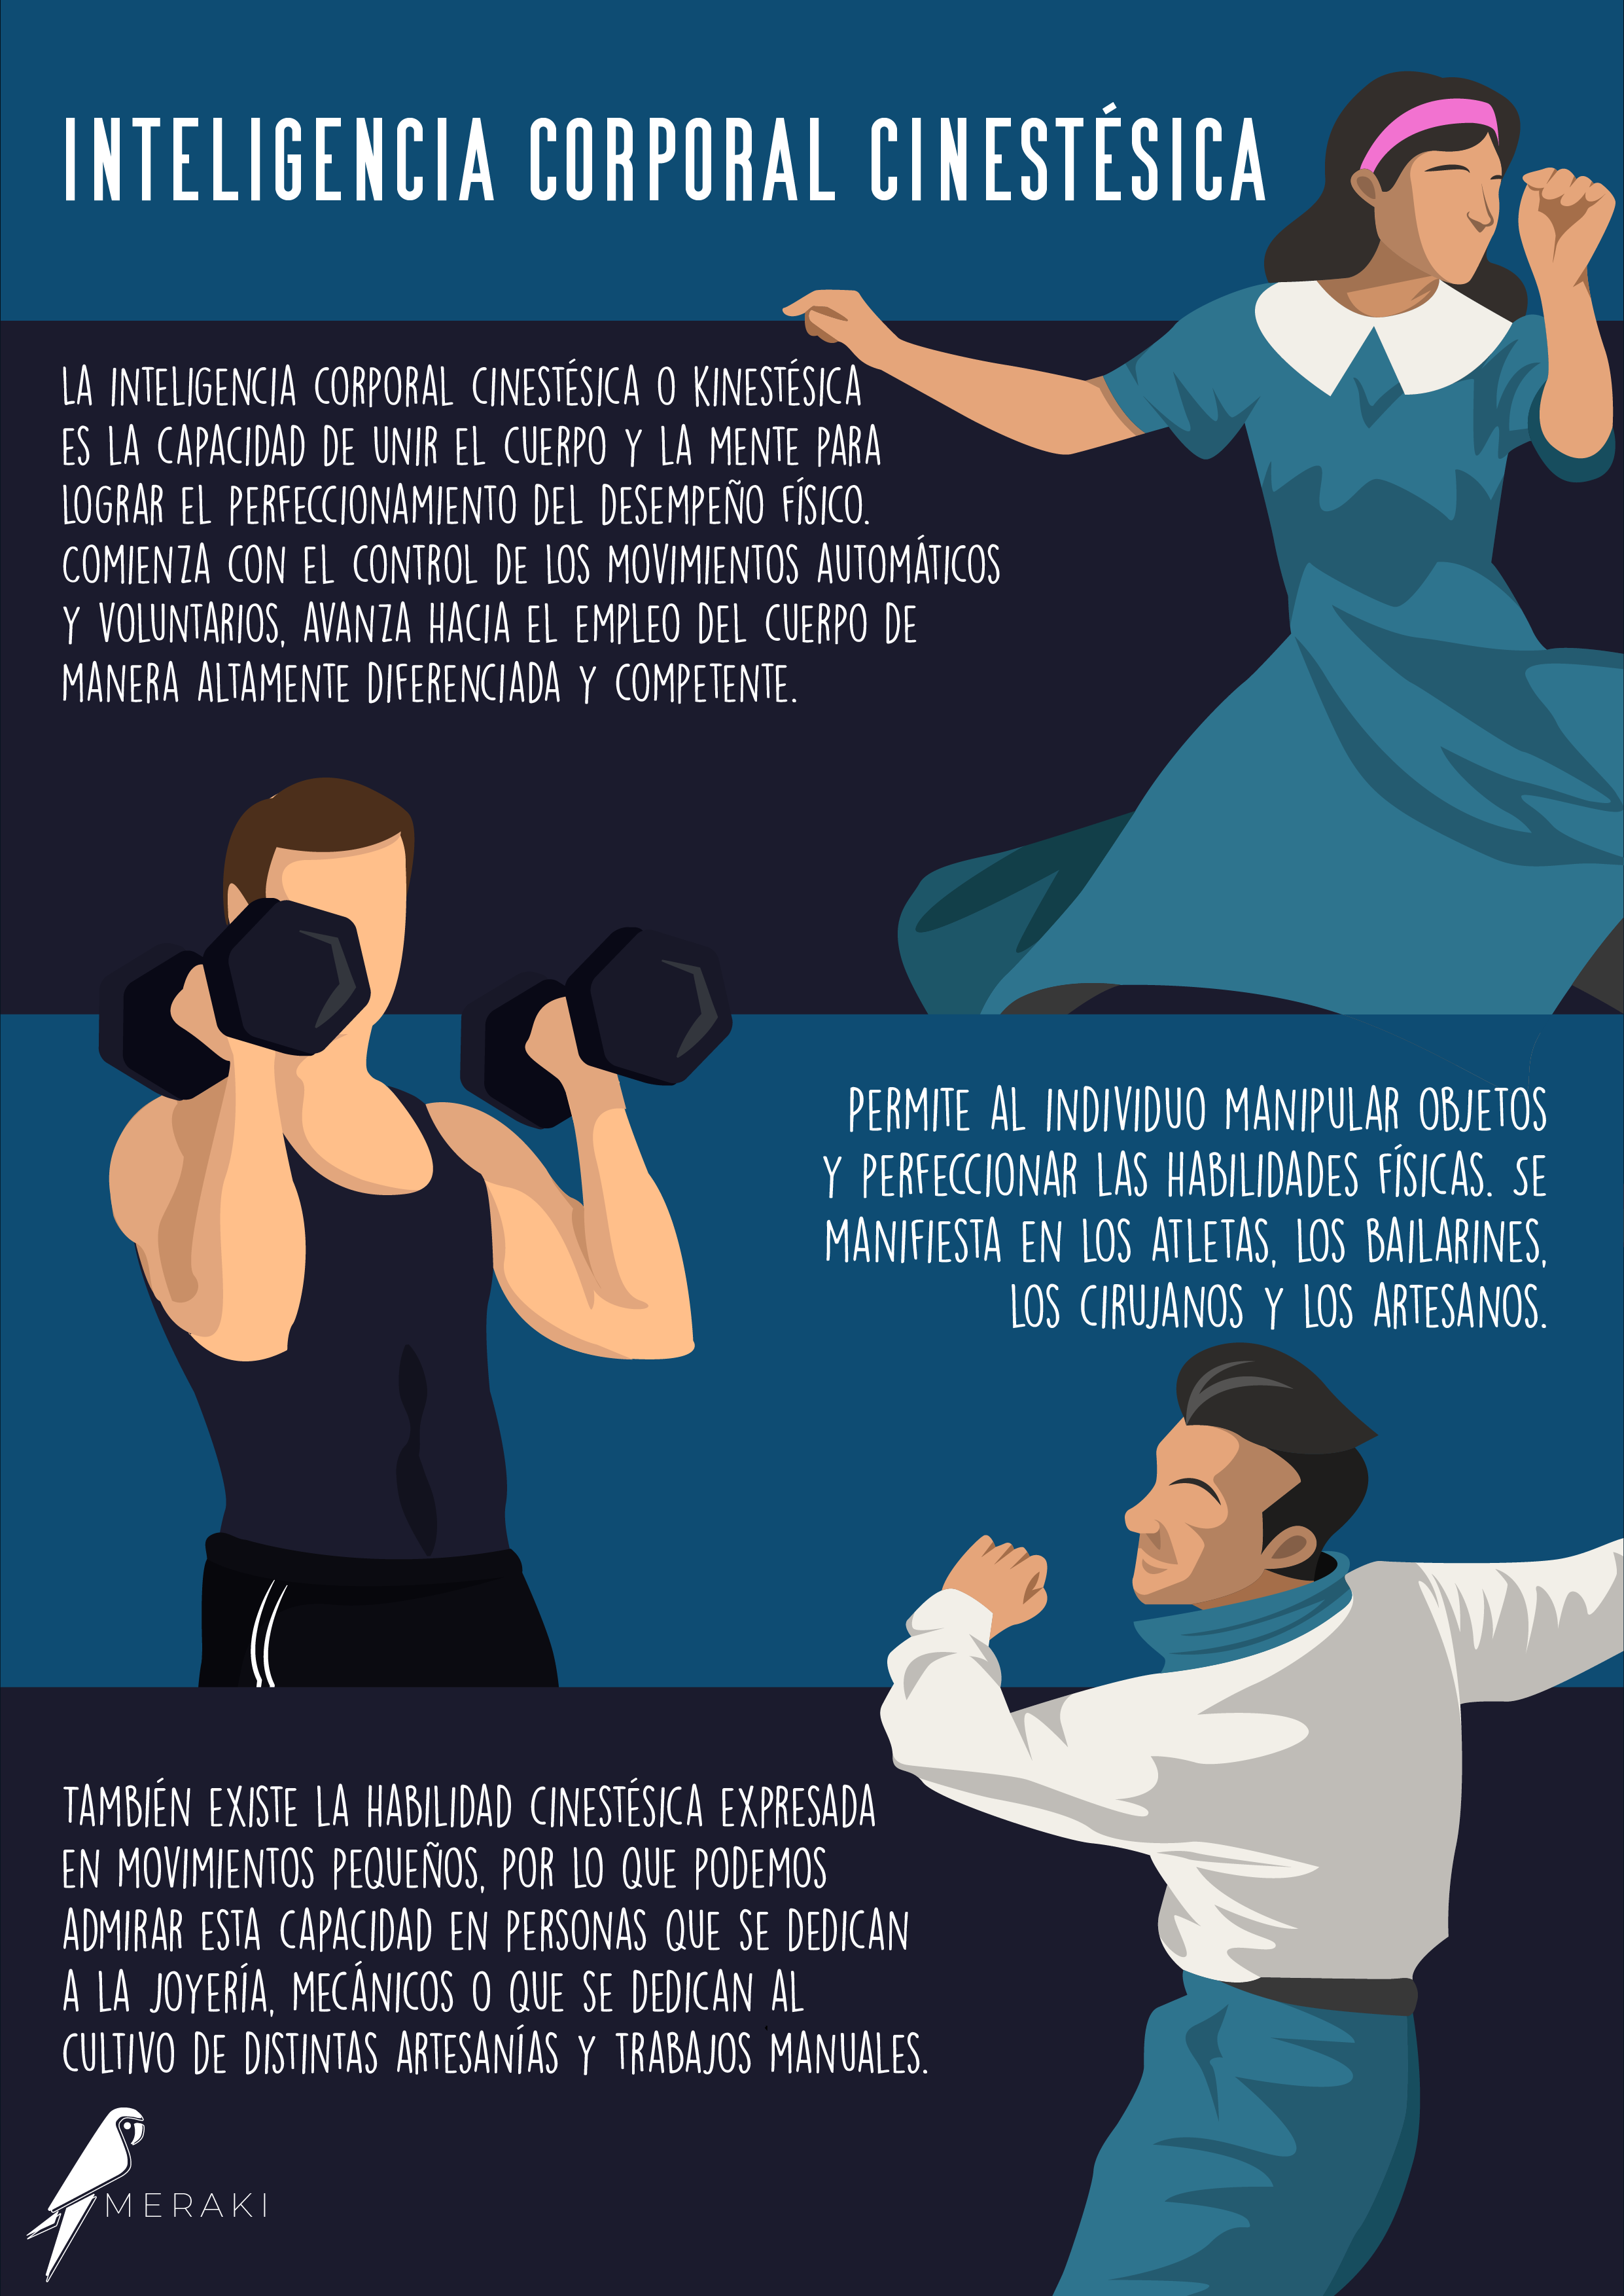 INTELIGENCIA CORPORAL CINESTÉSICA
LA INTELIGENCIA CORPORAL CINESTÉSICA O KINESTÉSICA
ES LA CAPACIDAD DE UNIR EL CUERPO Y LA MENTE PARA
LOGRAR EL PERFECCIONAMIENTO DEL DESEMPEÑO FÍSICO.
COMIENZA CON EL CONTROL DE LOS MOVIMIENTOS AUTOMÁTICOS
Y VOLUNTARIOS, AVANZA HACIA EL EMPLEO DEL CUERPO DE
MANERA ALTAMENTE DIFERENCIADA Y COMPETENTE.
PERMITE AL INDIVIDUO MANIPULAR OBJETOS
Y PERFECCIONAR LAS HABILIDADES FÍSICAS. SE
MANIFIESTA EN LOS ATLETAS, LOS BAILARINES,
LOS CIRUJANOS Y LOS ARTESANOS.
TAMBIÉN EXISTE LA HABILIDAD CINESTÉSICA EXPRESADA
EN MOVIMIENTOS PEQUEÑOS, POR LO QUE PODEMOS
ADMIRAR ESTA CAPACIDAD EN PERSONAS QUE SE DEDICAN
A LA JOYERÍA, MECÁNICOS O QUE SE DEDICAN AL
CULTIVO DE DISTINTAS ARTESANÍAS Y TRABAJOS MANUALES.
MERAKI